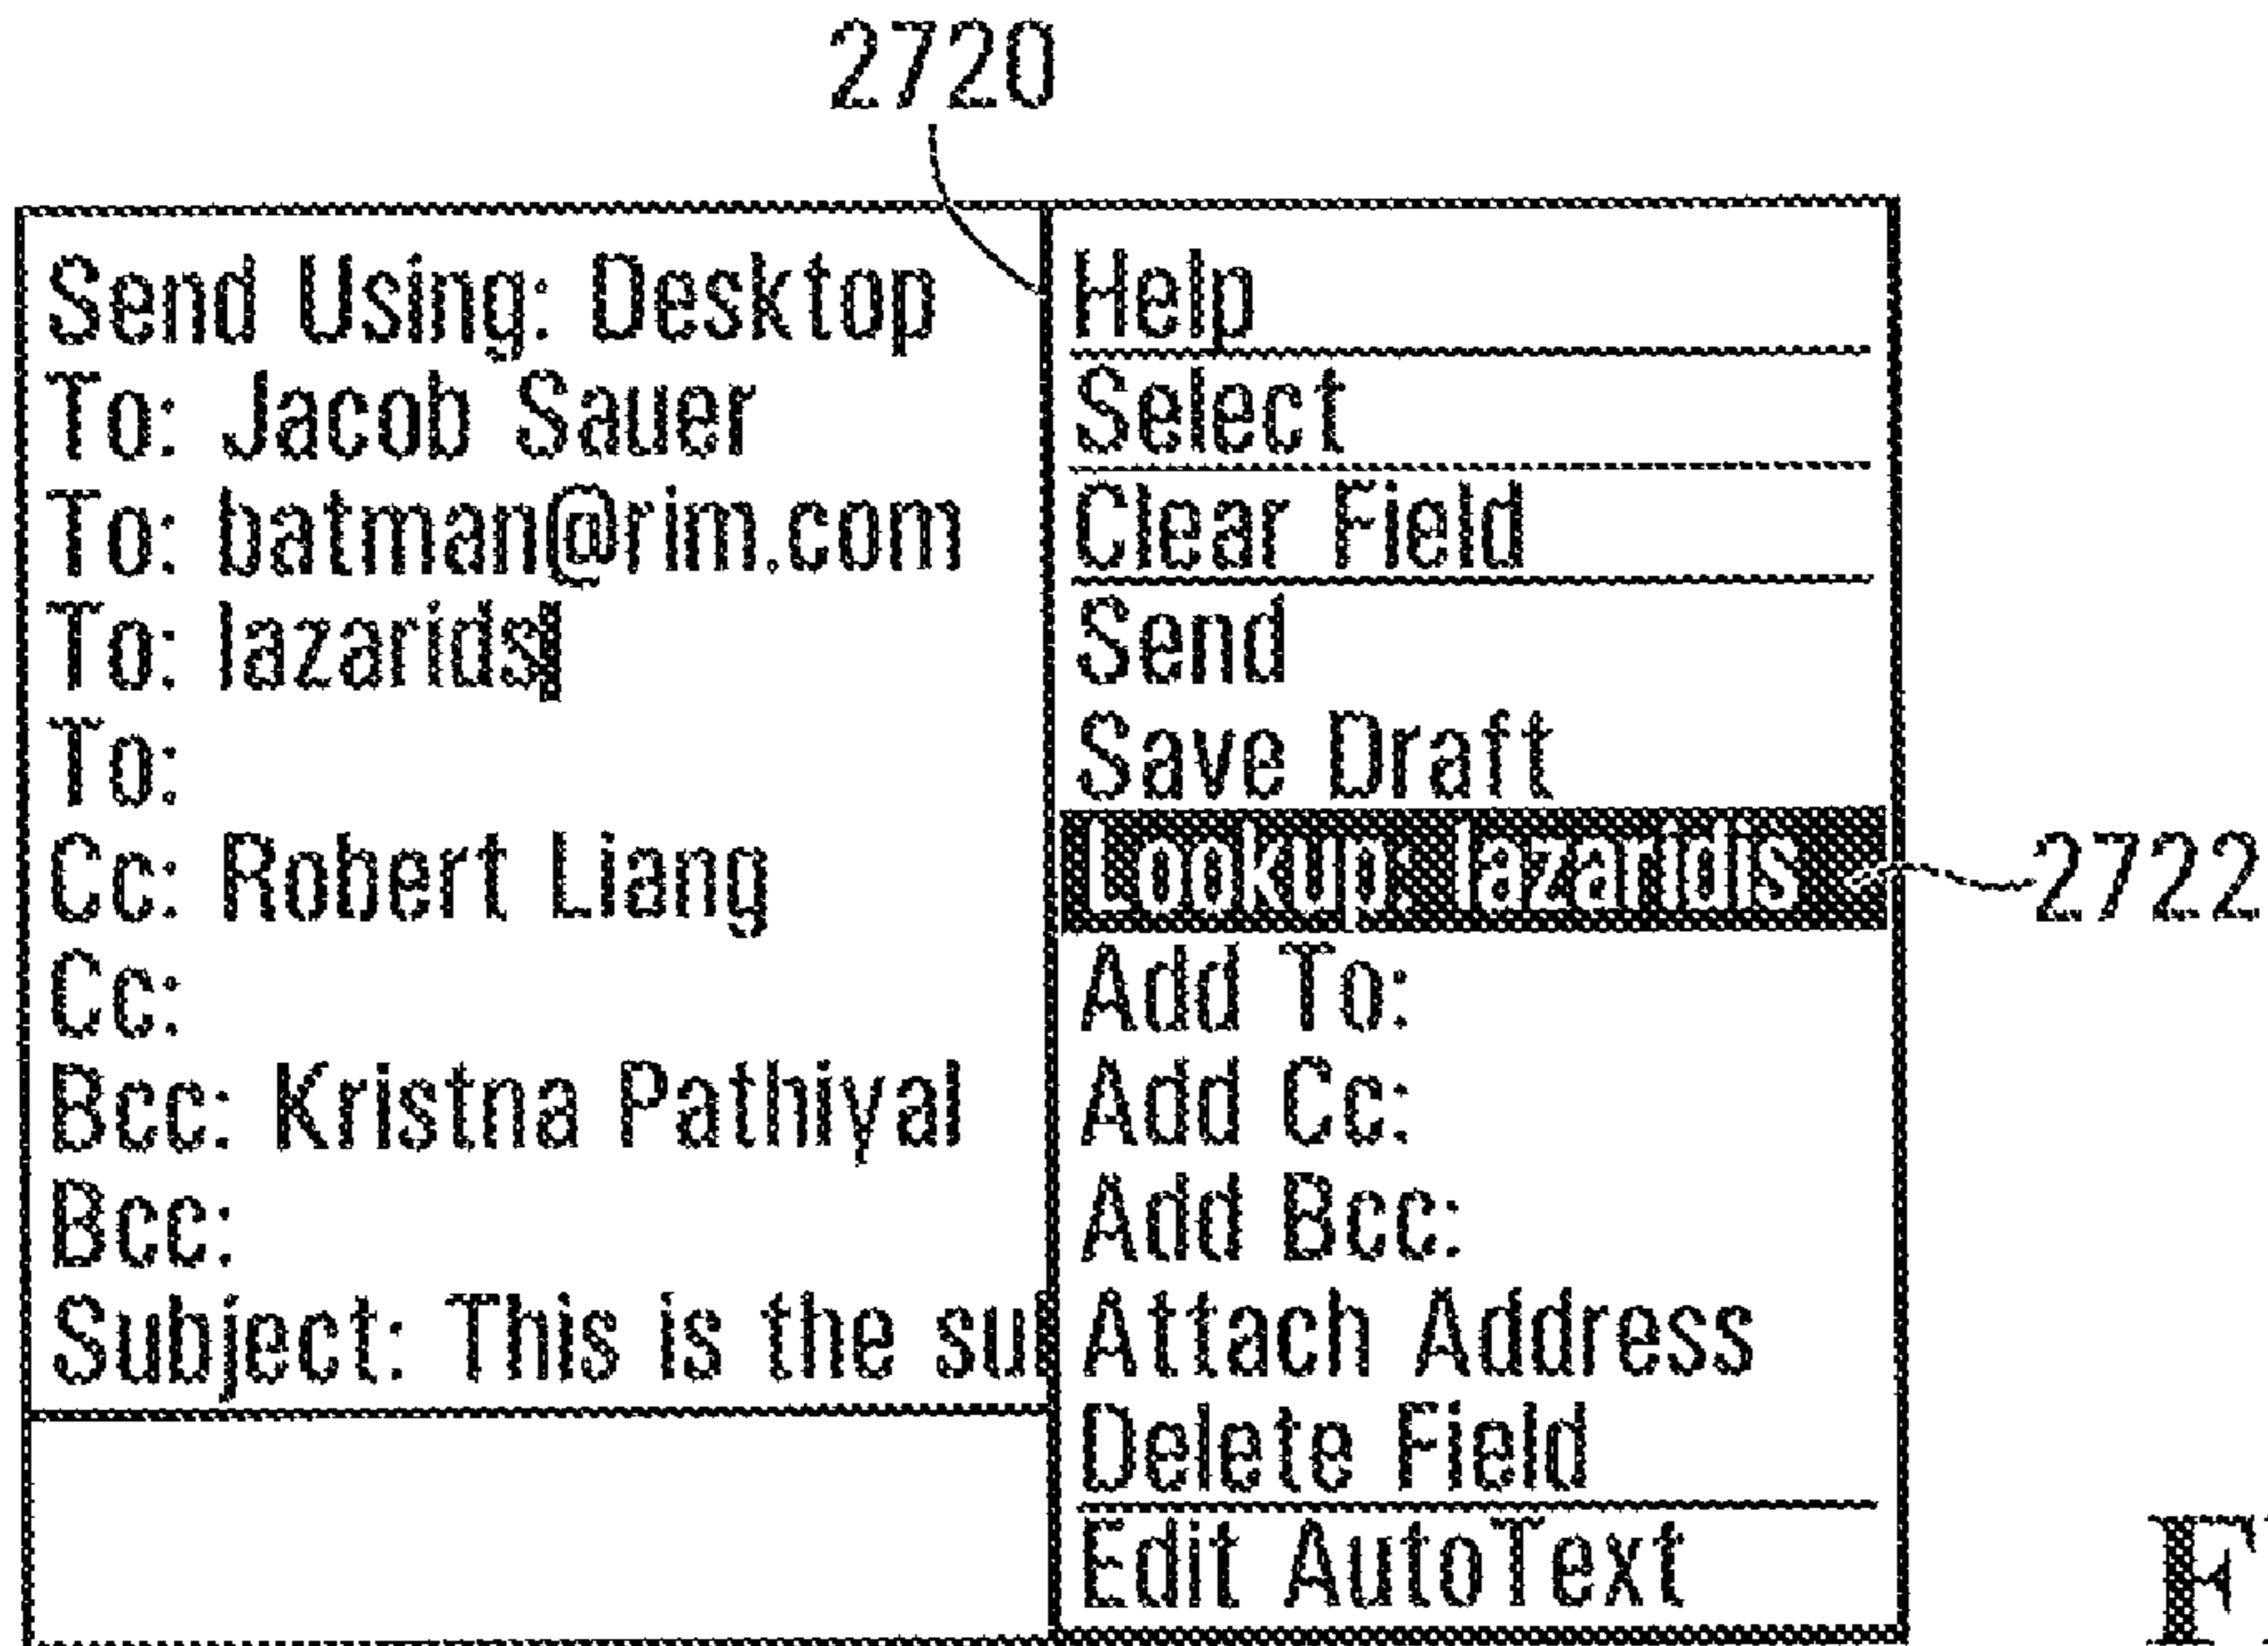 2720
Send Using: Desktop
To: Jacob Sauer
To: batman@rim.com
To: lazarids
To:
Cc: Robert Liang
Cc:
Bcc: Kristna Pathiyal
Bcc:
Subject: This is the su
Help
Select
Clear Field
Send
Save Draft
Lookup: lazaridis
Add To:
Add Cc:
Add Bcc:
Attach Address
Delete Field
Edit AutoText
2722
F